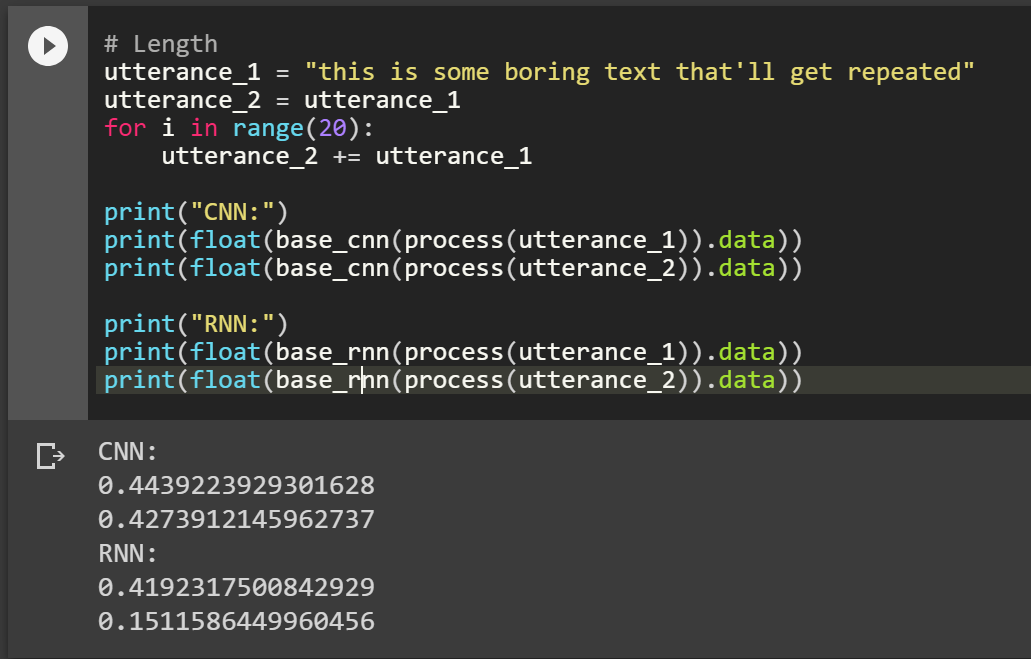 # Length
utterance_1 = "this is some boring text that'll get repeated"
utterance_2 = utterance_1
for i in range(20):
    utterance_2 += utterance_1
print("CNN:")
print(float(base_cnn(process(utterance_1)).data))
print(float(base_cnn(process(utterance_2)).data))
print("RNN:")
print(float(base_rnn(process(utterance_1)).data))
print(float(base_rnn(process(utterance_2)).data))
CNN:
0.4439223929301628
0.4273912145962737
RNN:
0.4192317500842929
0.1511586449960456